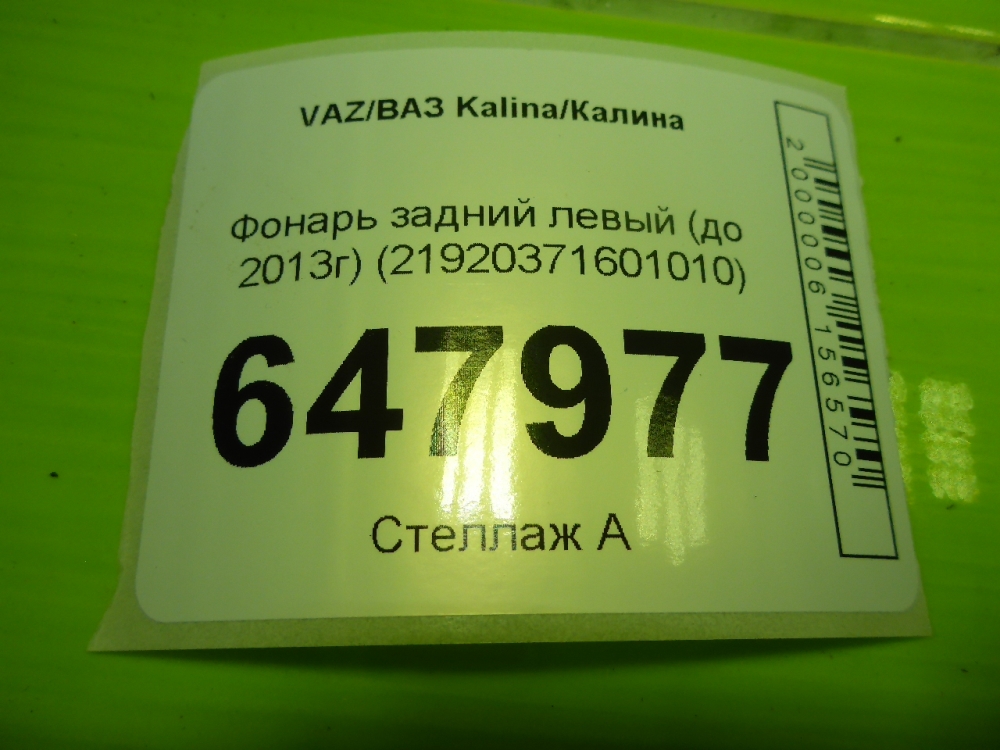 VAZ/ВАЗ Kalina/Калина
Фонарь задний левый (до
2013г) (21920371601010)
647977
Стеллаж А
2000006156570